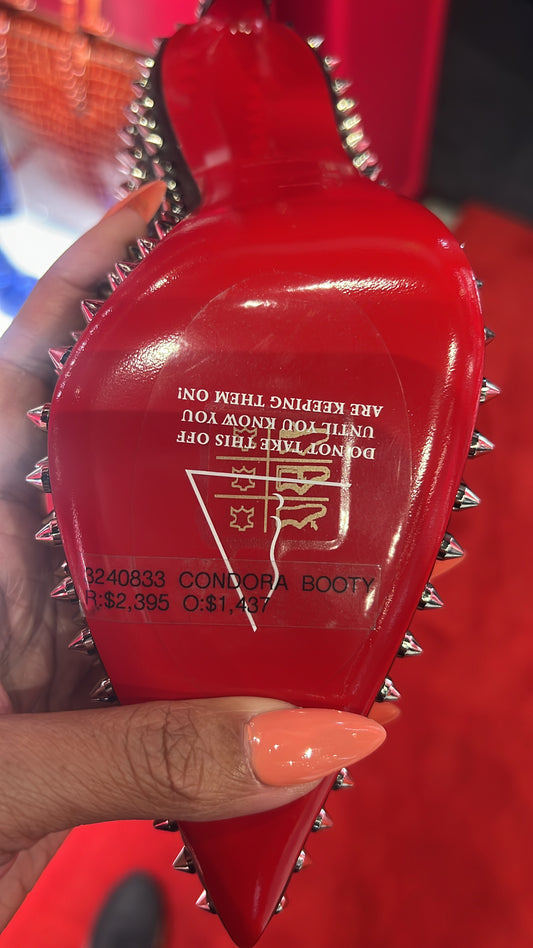 DO NOT TAKE THIS OFF
UNTIL YOU KNOW YOU
ARE KEEPING THEM ON!
3240833 CONDORA BOOTY
R:$2,395 O:$1,437